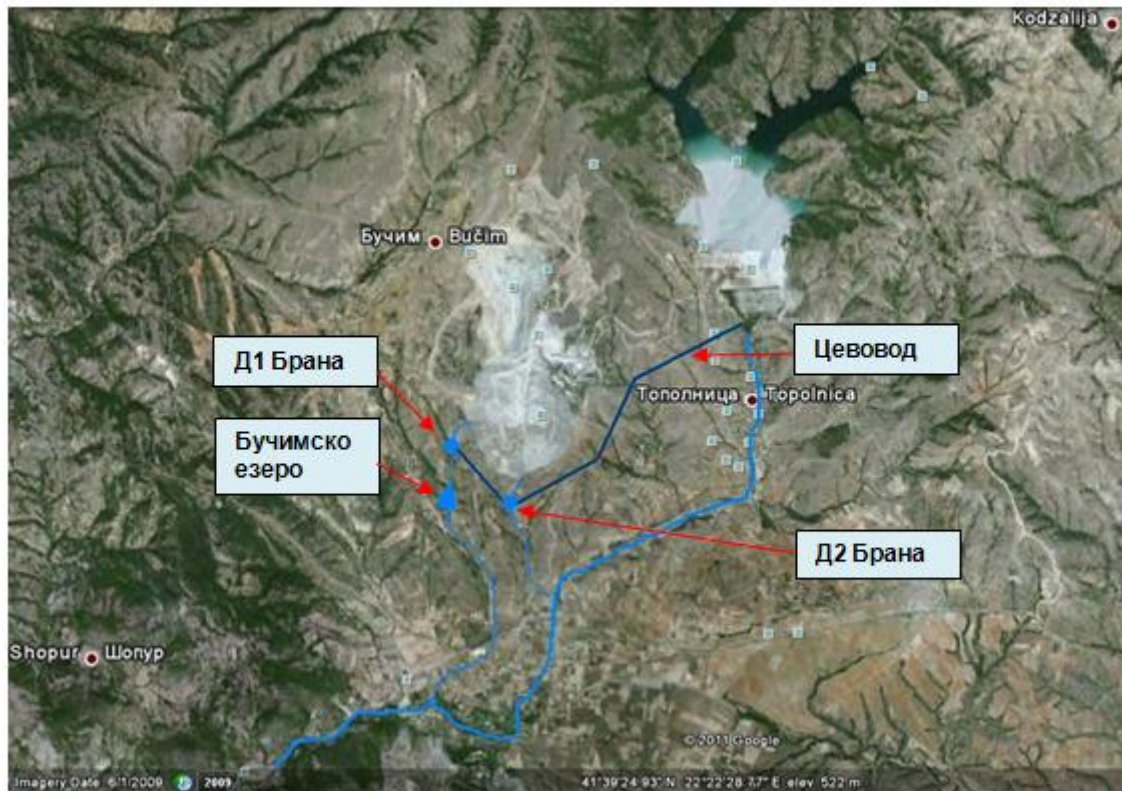 Kodzalija
Бучим Bučim
Д1 Брана
Цевовод
Тополница Topolnica
Бучимско
езеро
Д2 Брана
Shopur Шопур
© 2011 Google
Imagery Date: 6/1/2009 2009 41°39'24.93" N 22°22'28.77" E elev 522 m